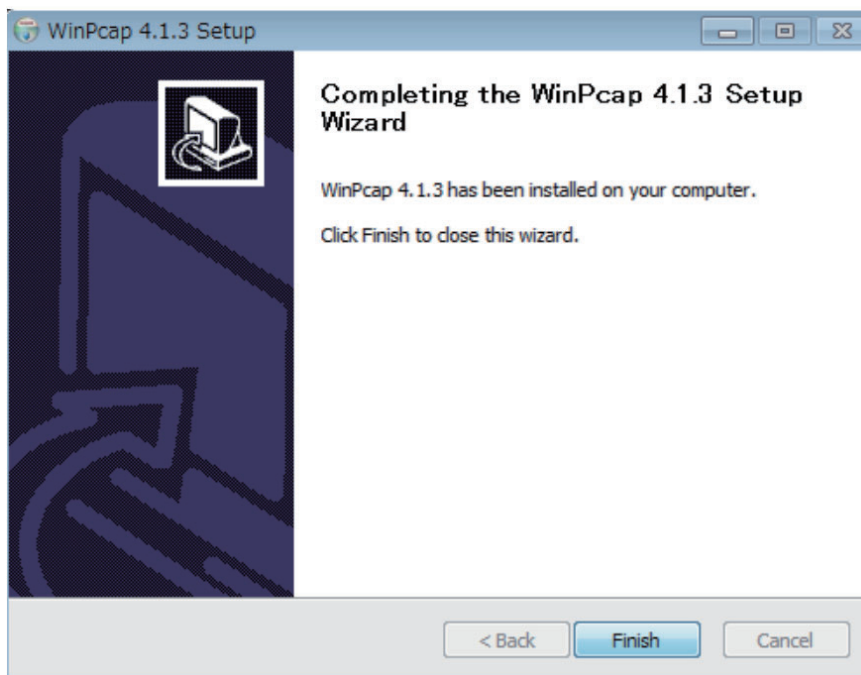 WinPcap 4.1.3 Setup
Completing the WinPcap 4.1.3 Setup
Wizard
WinPcap 4.1.3 has been installed on your computer.
Click Finish to close this wizard.
< Back
Finish
Cancel